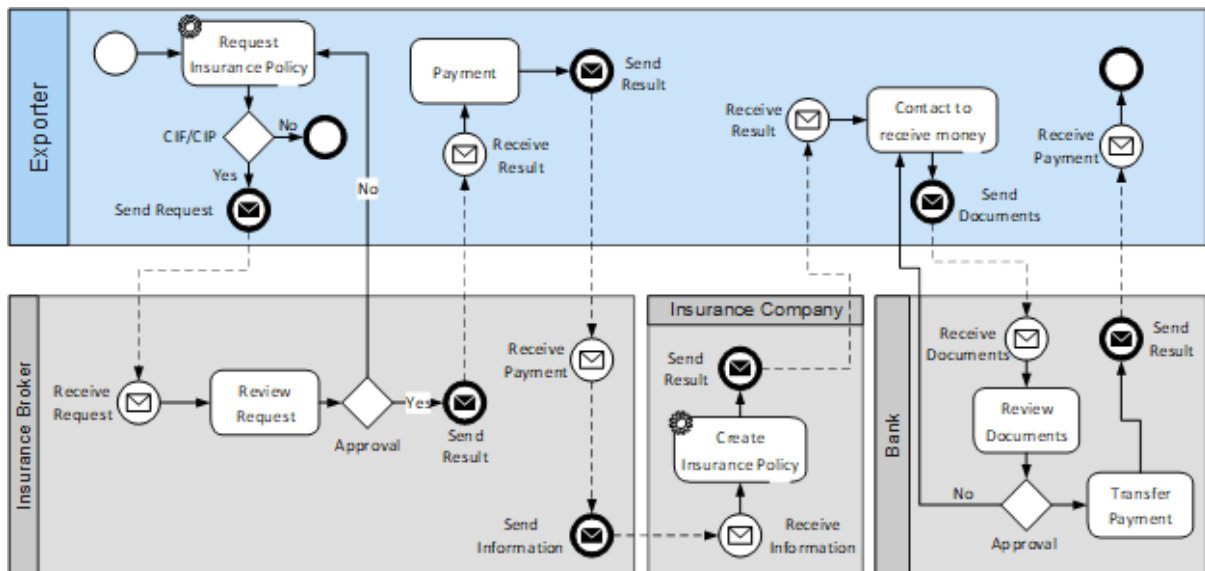 Exporter
Request
Insurance Policy
CIF/CIP
No
Yes
Send Request
No
Payment
Receive
Result
Send
Result
Receive
Result
Contact to
receive money
Send
Documents
Receive
Payment
Insurance Broker
Receive
Request
Review
Request
Approval
Yes
Send
Result
Receive
Payment
Send
Information
Insurance Company
Send
Result
Create
Insurance Policy
Receive
Information
Bank
Receive
Documents
Review
Documents
No
Approval
Send
Result
Transfer
Payment